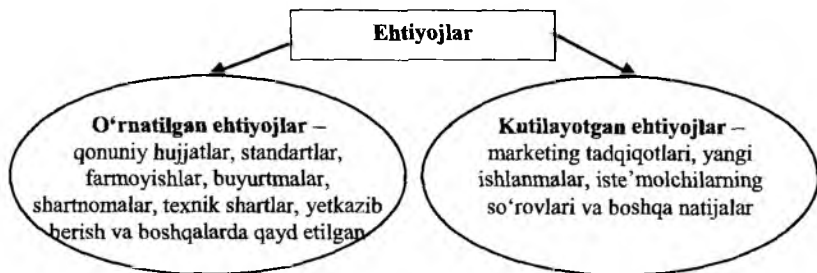 Ehtiyojlar
O‘rnatilgan ehtiyojlar –
qonuniy hujjatlar, standartlar,
farmoyishlar, buyurtmalar,
shartnomalar, texnik shartlar, yetkazib
berish va boshqalarda qayd etilgan
Kutilayotgan ehtiyojlar –
marketing tadqiqotlari, yangi
ishlanmalar, iste’molchilarning
so‘rovlari va boshqa natijalar